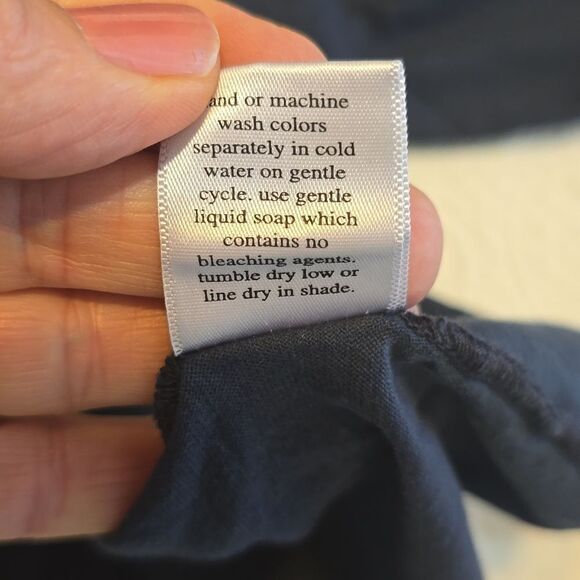 and or machine
wash colors
separately in cold
water on gentle
cycle. use gentle
liquid soap which
contains no
bleaching agents.
tumble dry low or
line dry in shade.